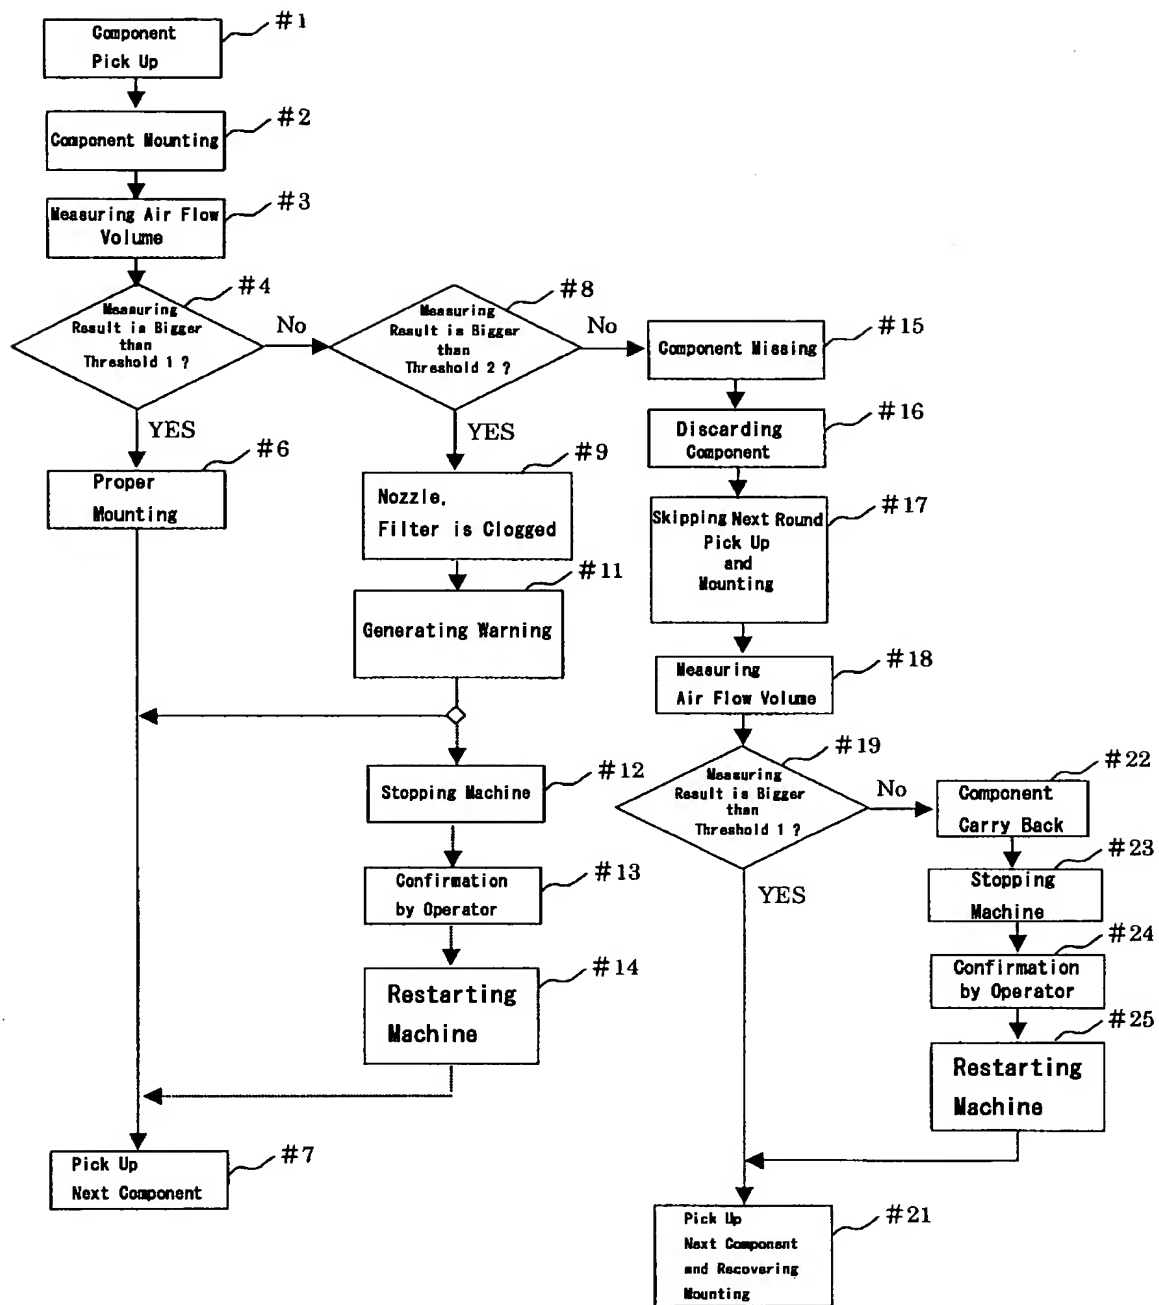 #1
Component
Pick Up
#2
Component Mounting
#3
Measuring Air Flow
Volume
#4
Measuring
Result is Bigger
than
Threshold 1 ?
No
YES
#8
Measuring
Result is Bigger
than
Threshold 2 ?
No
YES
#15
Component Missing
#16
Discarding
Component
#6
Proper
Mounting
#9
Nozzle,
Filter is Clogged
#17
Skipping Next Round
Pick Up
and
Mounting
#11
Generating Warning
#18
Measuring
Air Flow Volume
#12
Stopping Machine
#19
Measuring
Result is Bigger
than
Threshold 1 ?
No
YES
#22
Component
Carry Back
#13
Confirmation
by Operator
#23
Stopping
Machine
#14
Restarting
Machine
#24
Confirmation
by Operator
#25
Restarting
Machine
#7
Pick Up
Next Component
#21
Pick Up
Next Component
and Recovering
Mounting